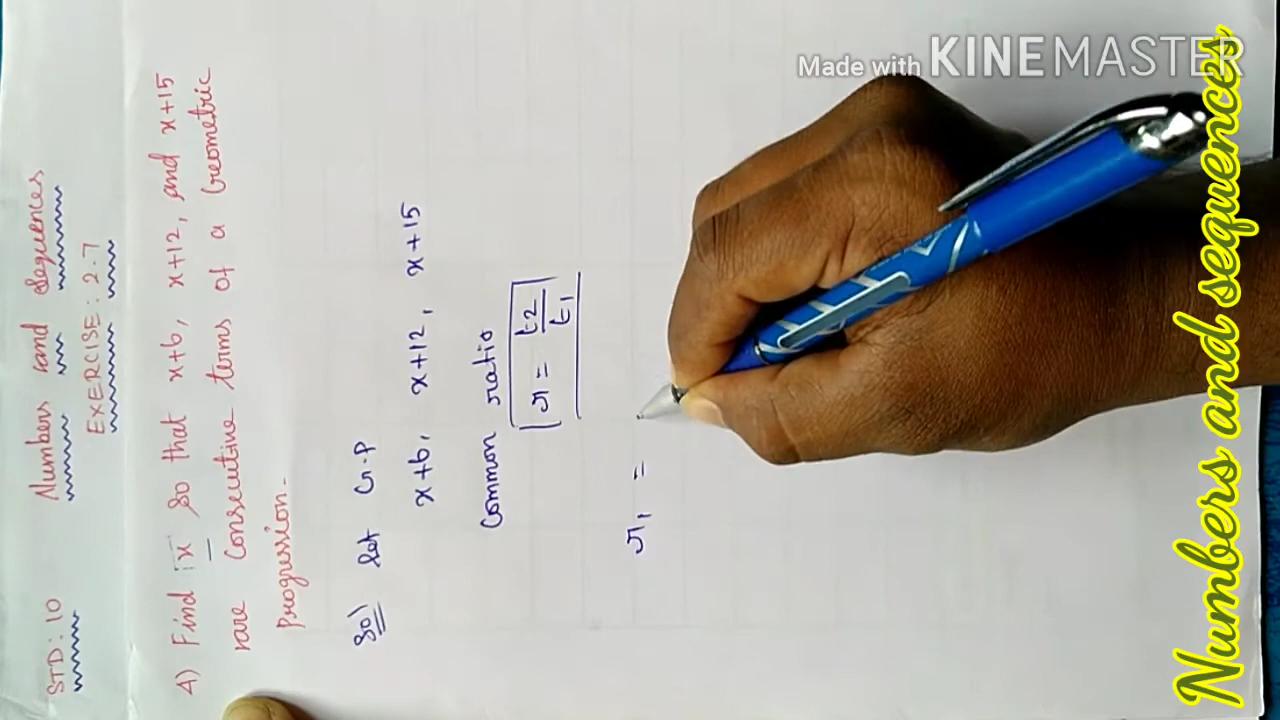 STD: 10 Numbers and Sequences
EXERCISE: 2.7
4) Find 'x' so that x+6, x+12, and x+15
are consecutive terms of a Geometric
Progression.
Sol let G.P
x+6, x+12, x+15
Common ratio
r = t2/t1
r1 =
Made with KINEMASTER
Numbers and sequences